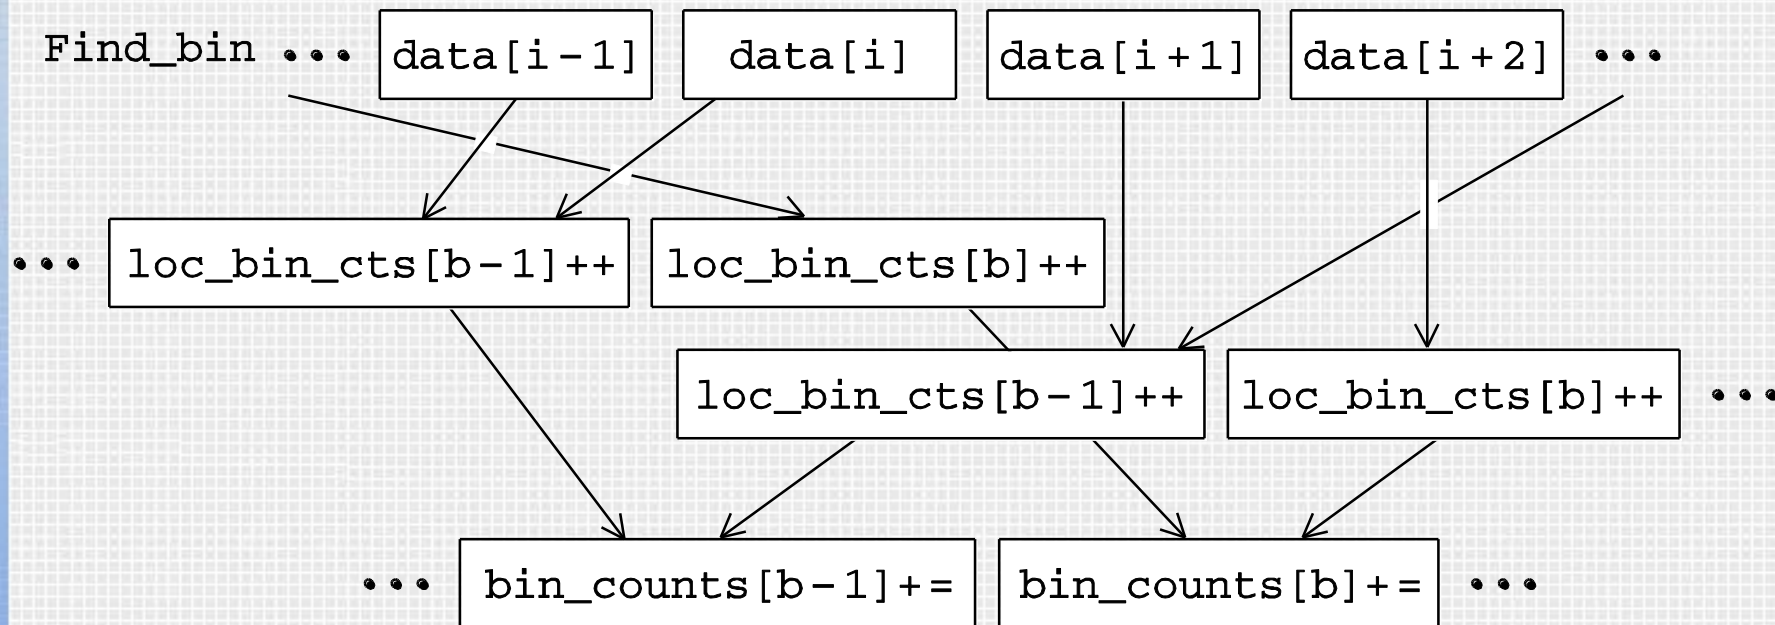 Find_bin ••• data[i-1] data[i] data[i+1] data[i+2] •••
••• loc_bin_cts[b-1]++ loc_bin_cts[b]++
loc_bin_cts[b-1]++ loc_bin_cts[b]++ •••
••• bin_counts[b-1]+= bin_counts[b]+= •••